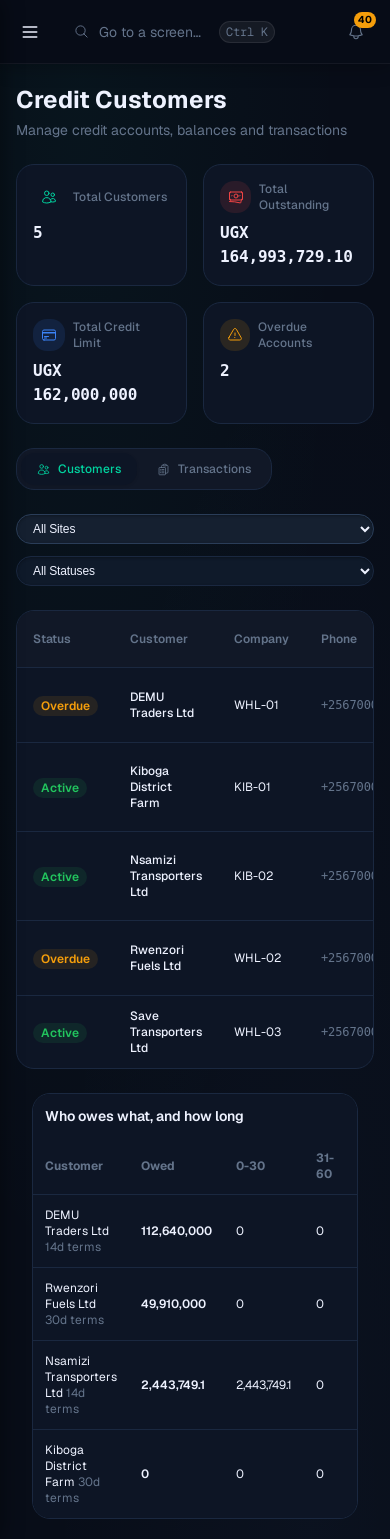 Go to a screen... Ctrl K 40
Credit Customers
Manage credit accounts, balances and transactions
Total Customers
5
Total
Outstanding
UGX
164,993,729.10
Total Credit
Limit
UGX
162,000,000
Overdue
Accounts
2
Customers Transactions
All Sites
All Statuses
Status Customer Company Phone
Overdue DEMU
Traders Ltd WHL-01 +2567000
Active Kiboga
District
Farm KIB-01 +2567000
Active Nsamizi
Transporters
Ltd KIB-02 +2567000
Overdue Rwenzori
Fuels Ltd WHL-02 +2567000
Active Save
Transporters
Ltd WHL-03 +2567000
Who owes what, and how long
Customer Owed 0-30 31-
60
DEMU
Traders Ltd
14d terms 112,640,000 0 0
Rwenzori
Fuels Ltd
30d terms 49,910,000 0 0
Nsamizi
Transporters
Ltd 14d
terms 2,443,749.1 2,443,749.1 0
Kiboga
District
Farm 30d
terms 0 0 0